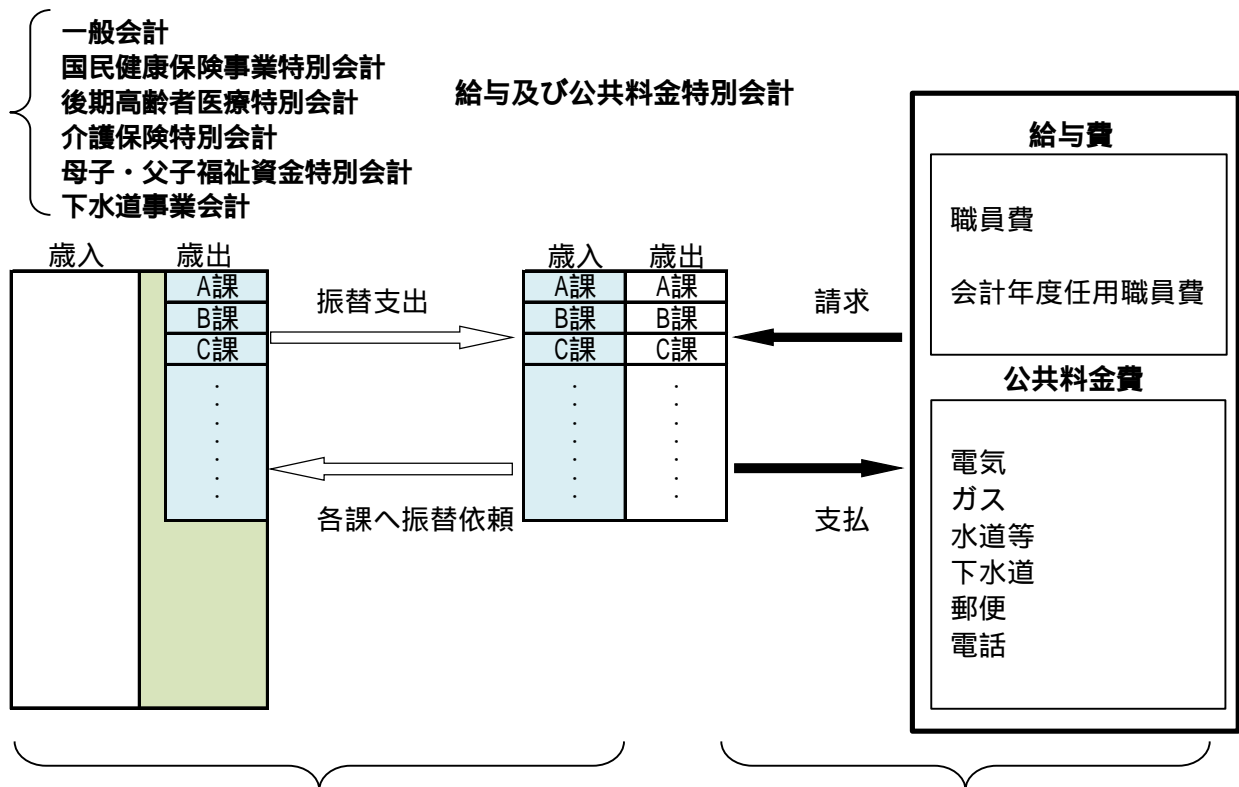 一般会計
国民健康保険事業特別会計
後期高齢者医療特別会計
介護保険特別会計
母子・父子福祉資金特別会計
下水道事業会計
給与及び公共料金特別会計
歳入 歳出
A課
B課
C課
振替支出
各課へ振替依頼
歳入 歳出
A課 A課
B課 B課
C課 C課
請求
支払
給与費
職員費
会計年度任用職員費
公共料金費
電気
ガス
水道等
下水道
郵便
電話